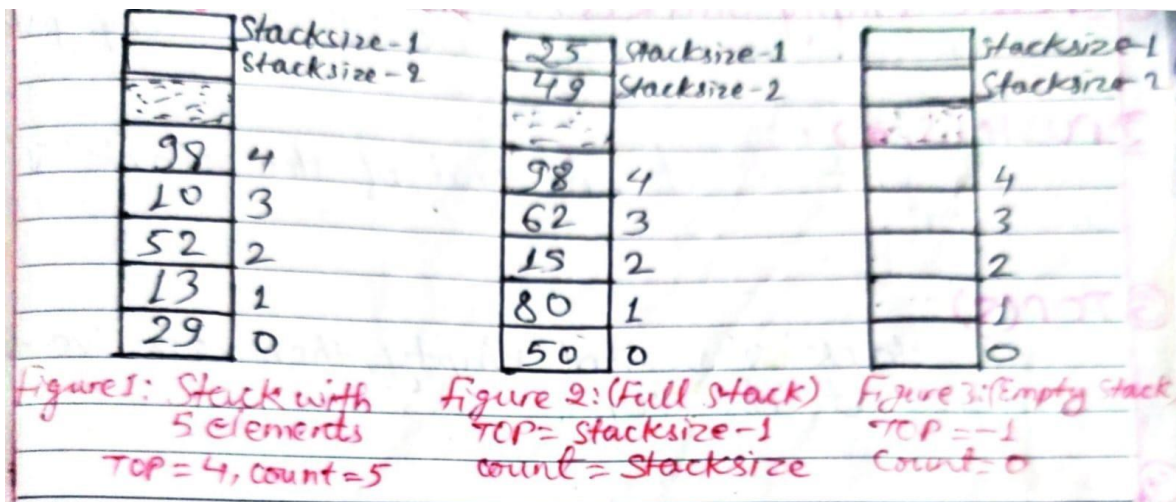 Stacksize-1
Stacksize-2
98 4
10 3
52 2
13 1
29 0
Figure 1: Stack with
5 elements
TOP = 4, count = 5
25 Stacksize-1
49 Stacksize-2
98 4
62 3
15 2
80 1
50 0
Figure 2: (Full Stack)
TOP = Stacksize-1
count = Stacksize
Stacksize-1
Stacksize-2
4
3
2
1
0
Figure 3: (Empty Stack
TOP = -1
Count = 0